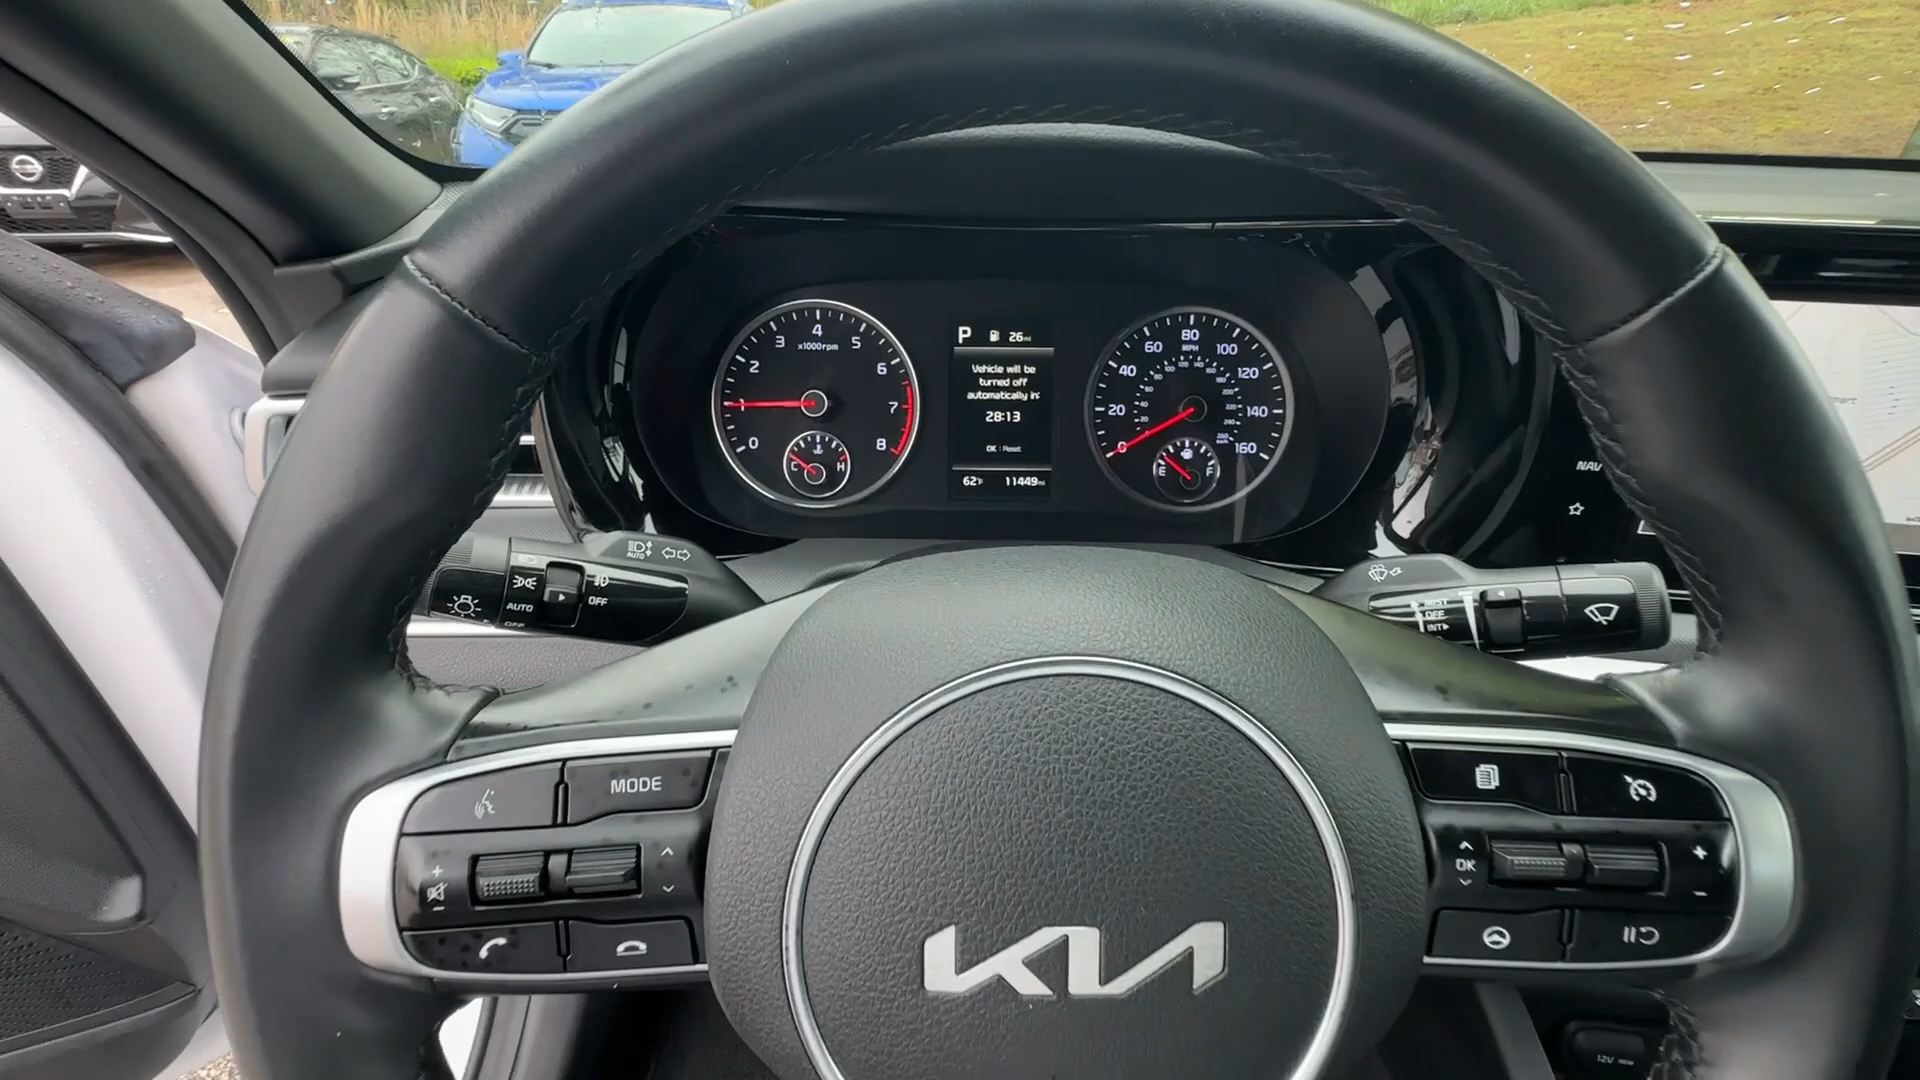 0 1 2 3 4 5 6 7 8
x1000rpm
C H
P 26mi
Vehicle will be
turned off
automatically in:
28:13
OK : Reset
62°F 11449mi
0 20 40 60 80 100 120 140 160
MPH
E F
NAV
AUTO
AUTO
OFF
OFF
MIST
OFF
INT
MODE
OK
KIA
12V